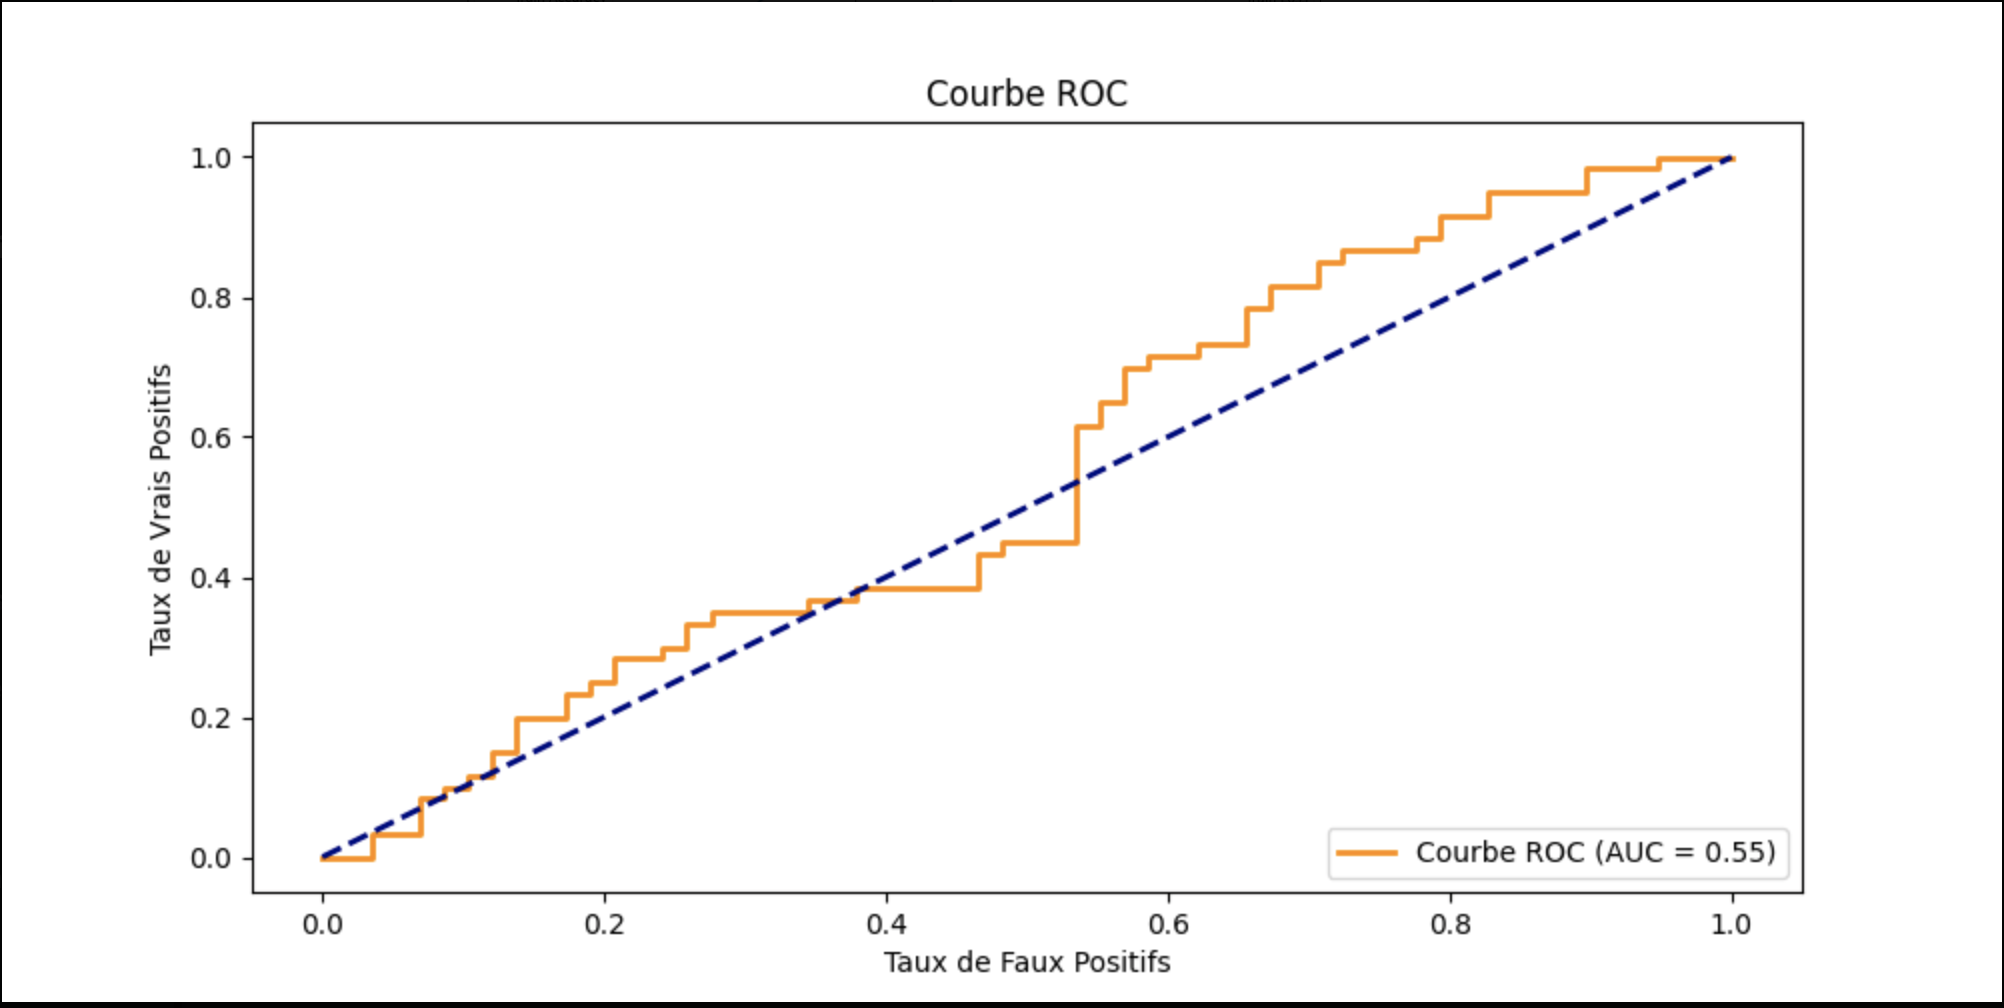 Courbe ROC
1.0
0.8
0.6
0.4
0.2
0.0
Taux de Vrais Positifs
Courbe ROC (AUC = 0.55)
0.0 0.2 0.4 0.6 0.8 1.0
Taux de Faux Positifs